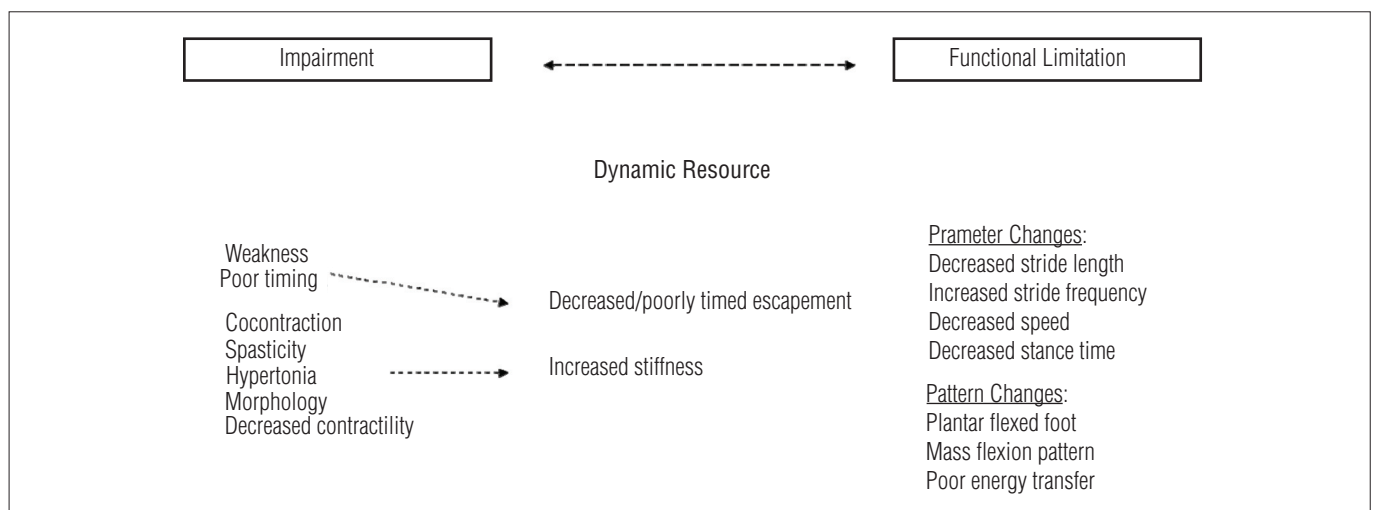 Impairment
Functional Limitation
Dynamic Resource
Weakness
Poor timing
Cocontraction
Spasticity
Hypertonia
Morphology
Decreased contractility
Decreased/poorly timed escapement
Increased stiffness
Prameter Changes:
Decreased stride length
Increased stride frequency
Decreased speed
Decreased stance time
Pattern Changes:
Plantar flexed foot
Mass flexion pattern
Poor energy transfer